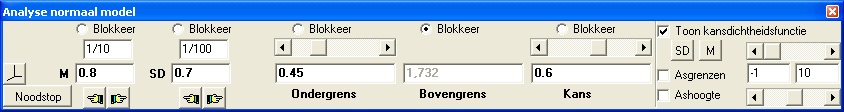 Analyse normaal model
Blokkeer Blokkeer Blokkeer Blokkeer Blokkeer
Toon kansdichtheidsfunctie
1/10 1/100
SD M
M 0.8 SD 0.7 0.45 1,732 0.6
Asgrenzen -1 10
Noodstop Ondergrens Bovengrens Kans
Ashoogte